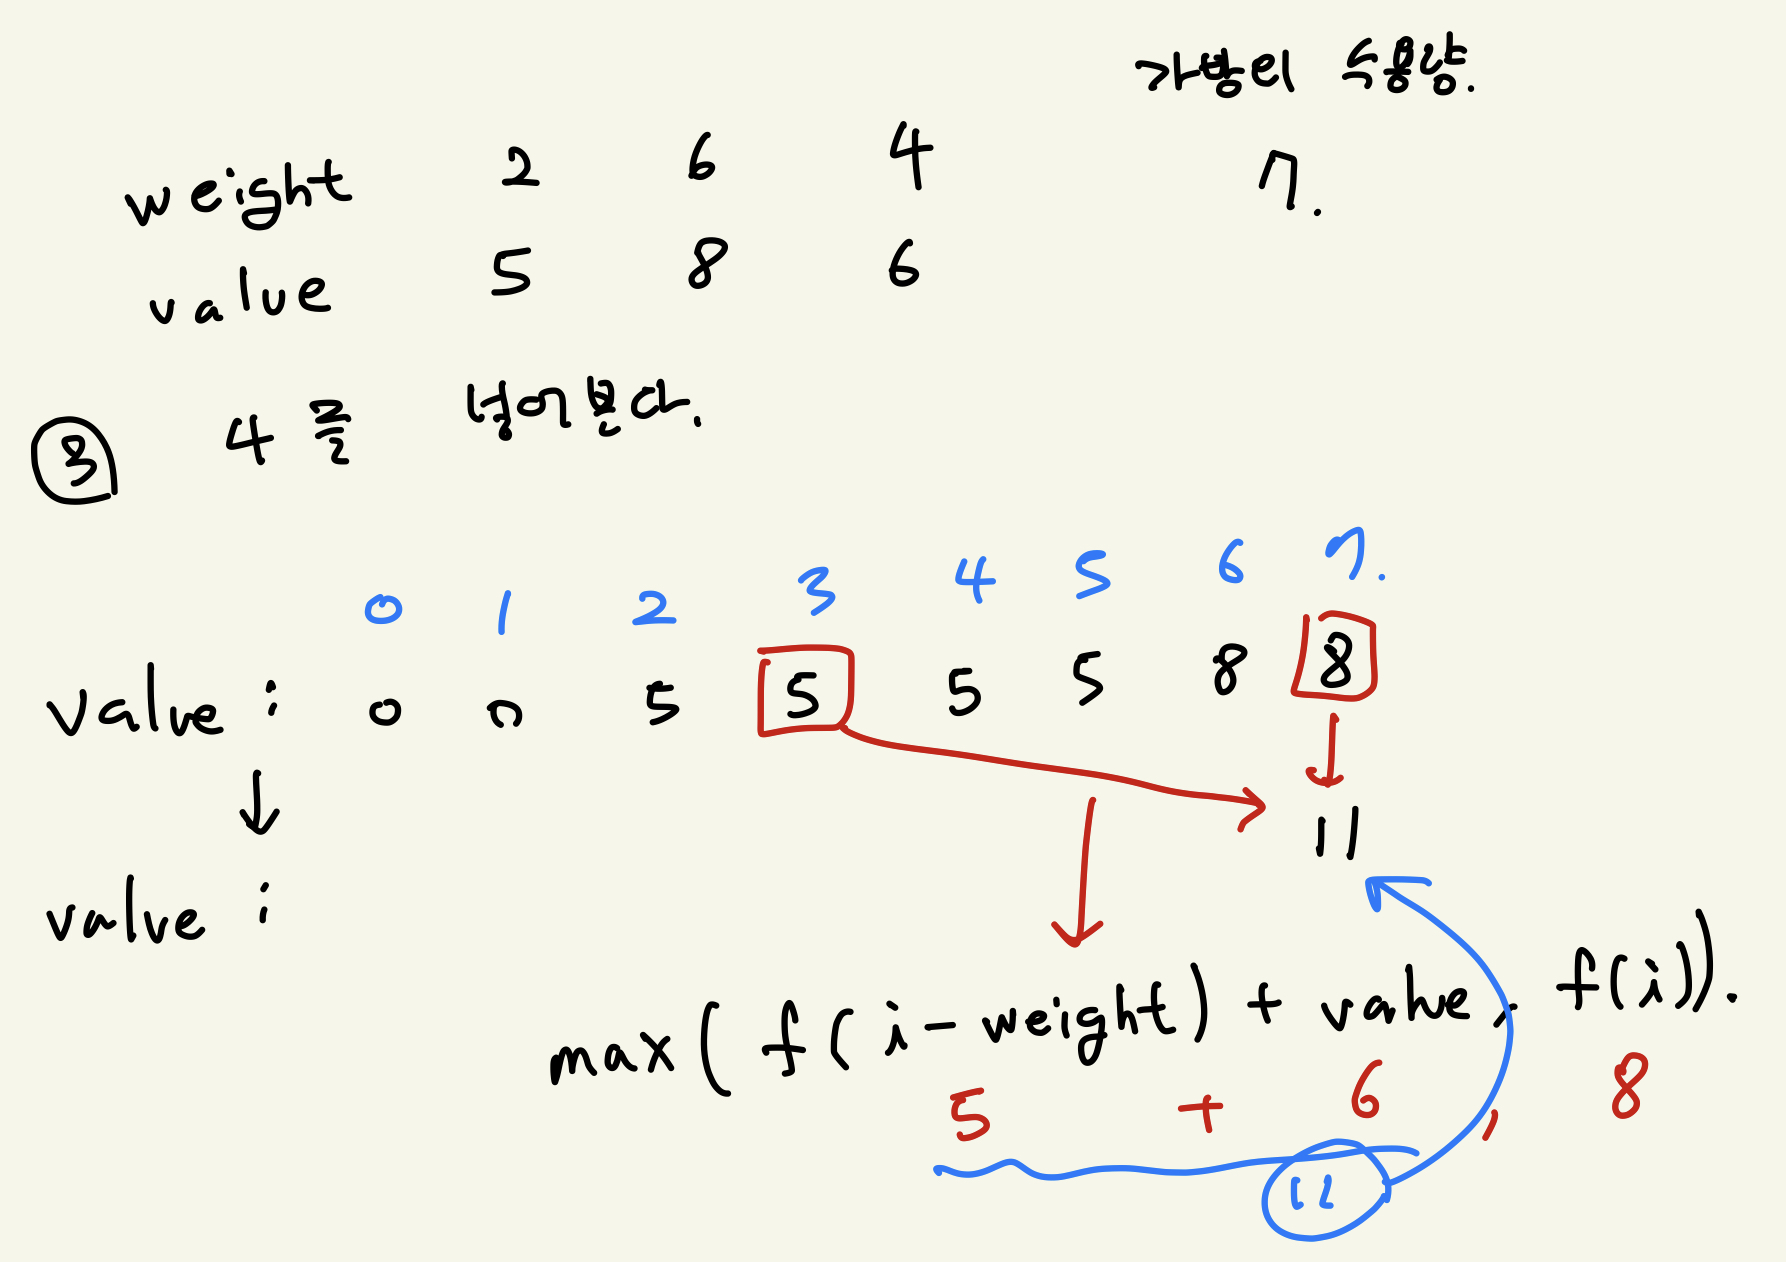 가방의 수용량.
weight 2 6 4 7.
value 5 8 6
③ 4를 넣어본다.
0 1 2 3 4 5 6 7.
value : 0 0 5 5 5 5 8 8
11
value :
max( f(i-weight) + value, f(i)).
5 + 6 , 8
11